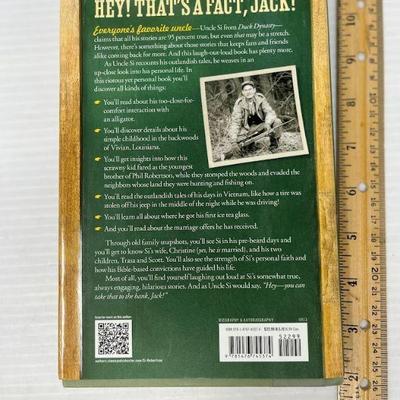 HEY! THAT'S A FACT, JACK!
Everyone's favorite uncle—Uncle Si from Duck Dynasty—
claims that all his stories are 95 percent true, but even that may be a stretch.
However, there's something about those stories that keeps fans and friends
alike coming back for more. And this laugh-out-loud book has plenty more.
As Uncle Si recounts his outlandish tales, he weaves in an
up-close look into his personal life. In
this riotous yet personal book you'll
discover all kinds of things:
You'll read about his too-close-for-
comfort interaction with
an alligator.
You'll discover details about his
simple childhood in the backwoods
of Vivian, Louisiana.
You'll get insights into how this
scrawny kid fared as the youngest
brother of Phil Robertson, while they stomped the woods and evaded the
neighbors whose land they were hunting and fishing on.
You'll read the outlandish tales of his days in Vietnam, like how a tire was
stolen off his jeep in the middle of the night while he was driving!
You'll learn all about where he got his first ice tea glass.
And you'll read about the marriage offers he has received.
Through old family snapshots, you'll see Si in his pre-beard days and
you'll get to know Si's wife, Christine (yes, he is married), and his two
children, Trasa and Scott. You'll also see the strength of Si's personal faith and
how his Bible-based convictions have guided his life.
Most of all, you'll find yourself laughing out loud at Si's somewhat true,
always engaging, hilarious stories. And as Uncle Si would say, "Hey—you can
take that to the bank, Jack!"
BIOGRAPHY & AUTOBIOGRAPHY
52299
9 781476 745374
1
2
3
4
5
6
7
8
9
10